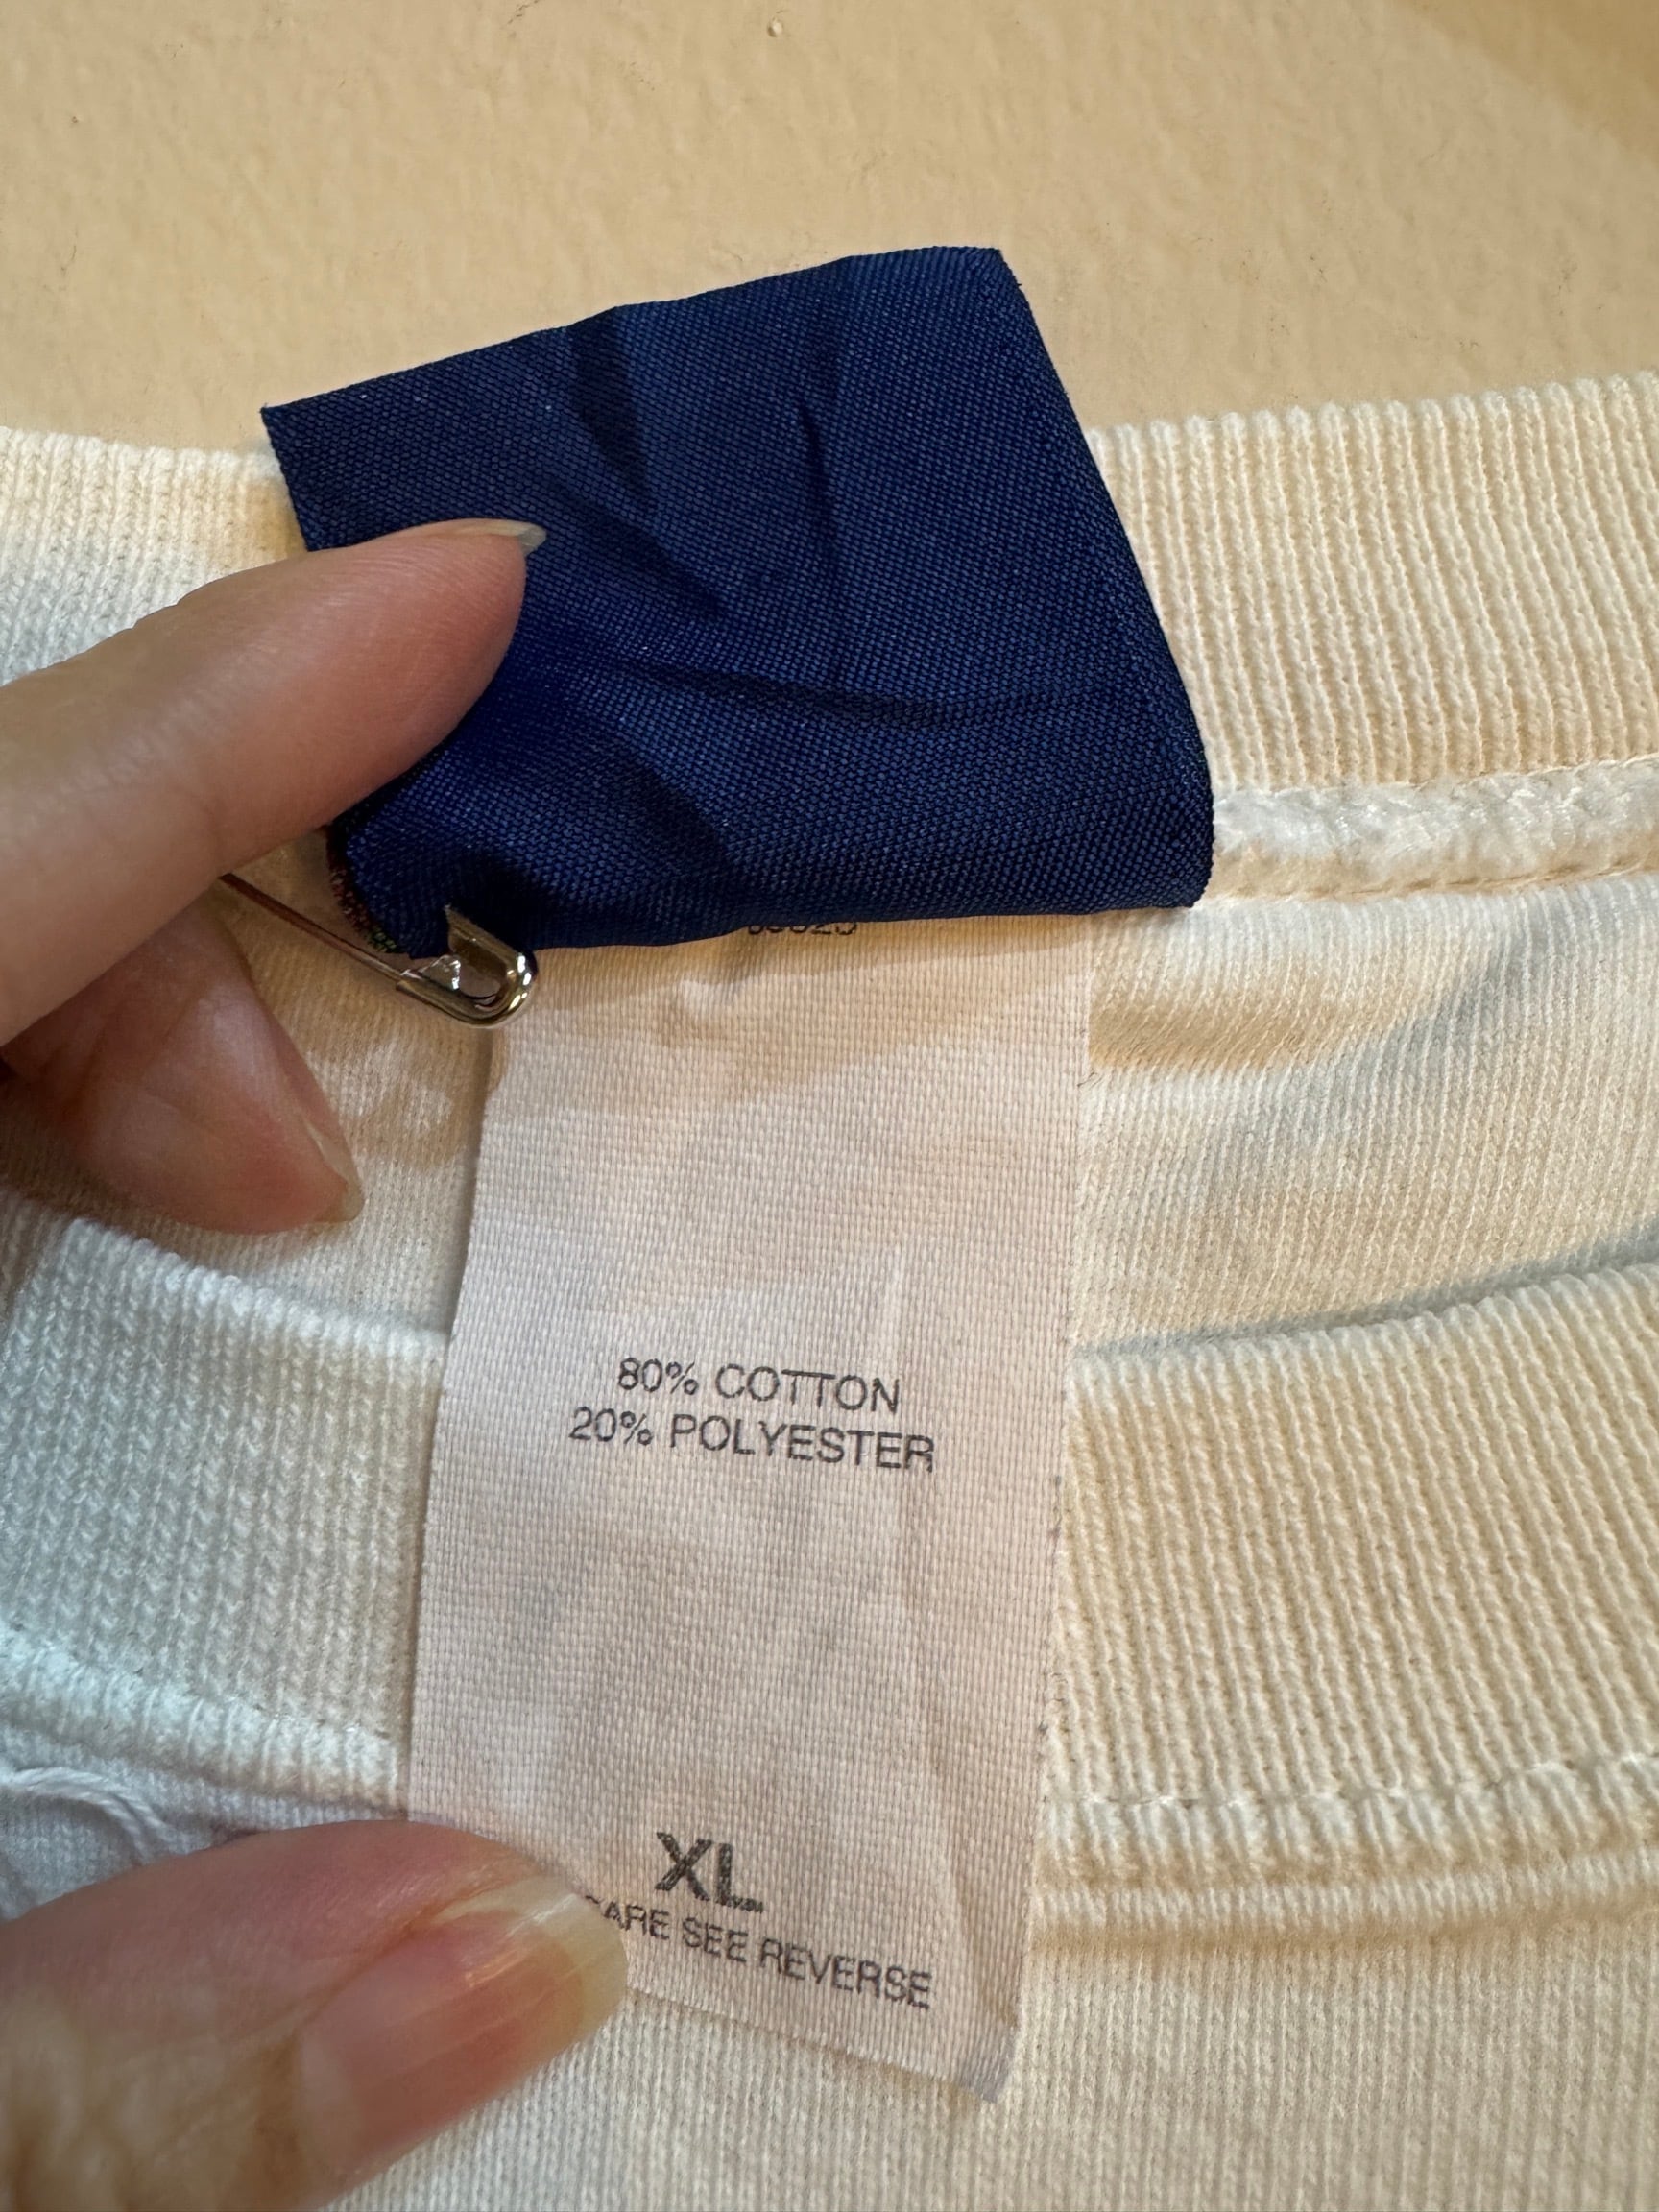 80% COTTON
20% POLYESTER
XL
CARE SEE REVERSE